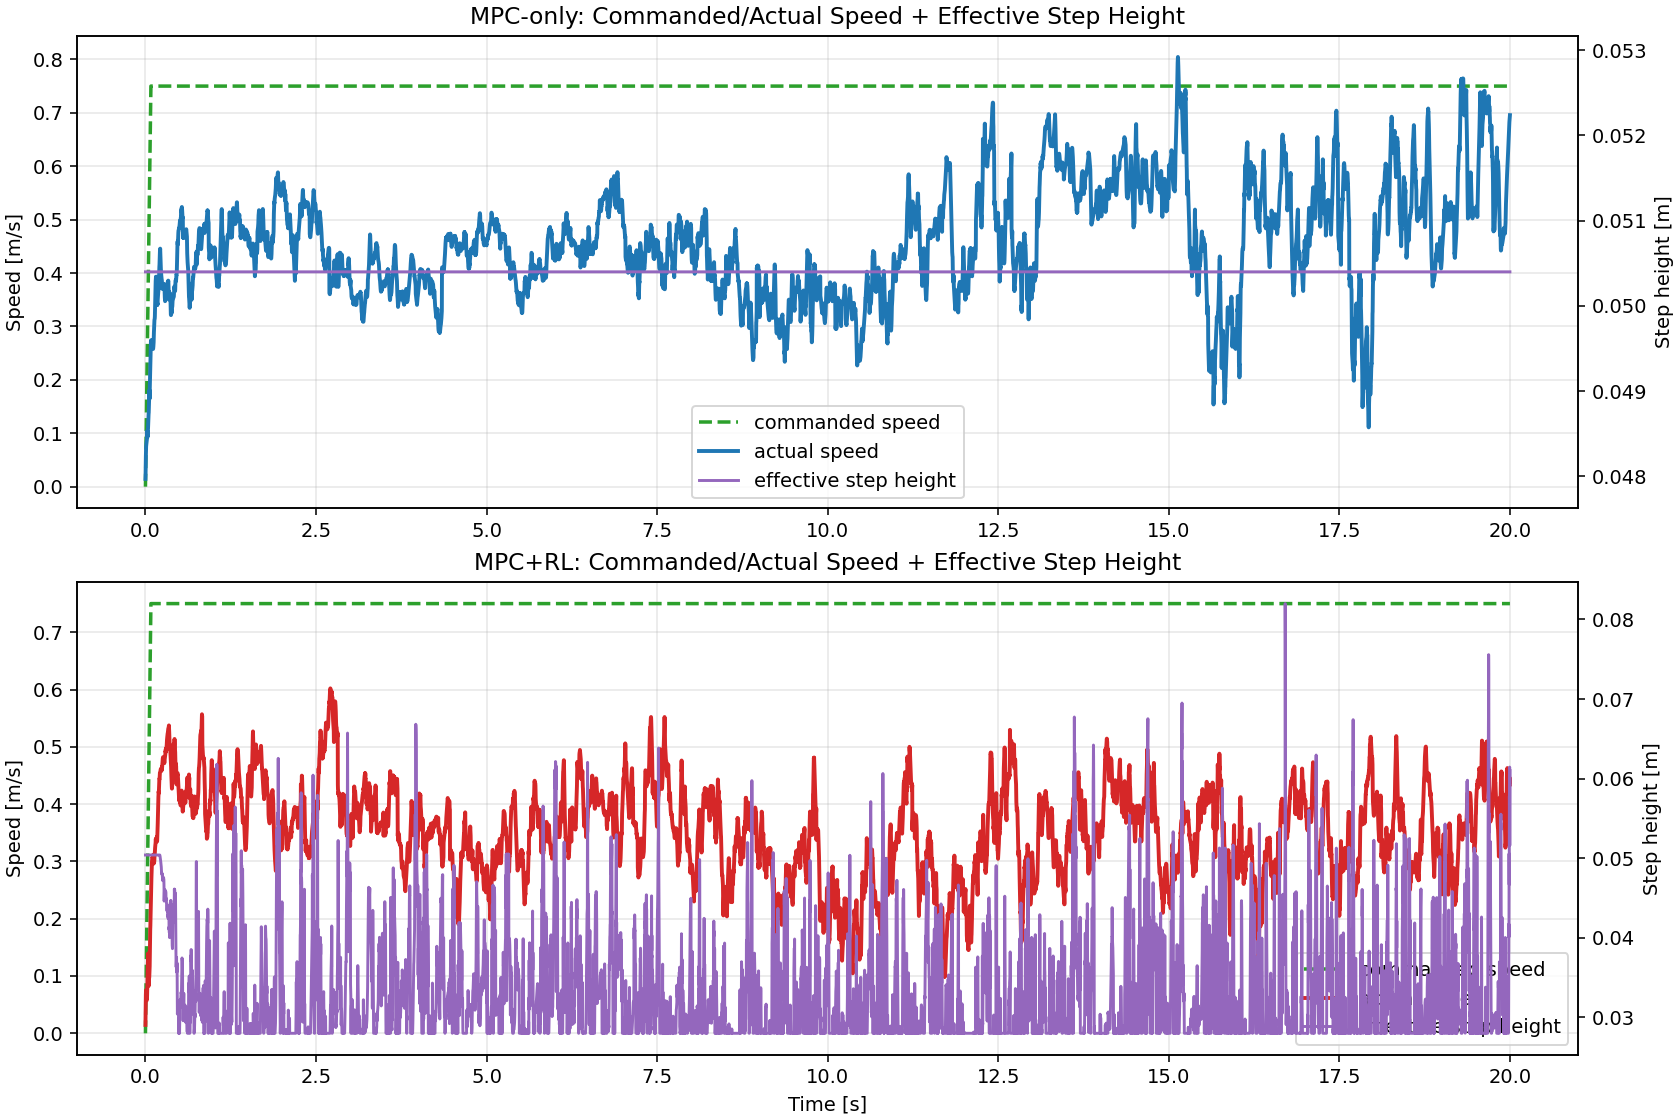 MPC-only: Commanded/Actual Speed + Effective Step Height
Speed [m/s]
0.8
0.7
0.6
0.5
0.4
0.3
0.2
0.1
0.0
0.053
0.052
0.051
0.050
0.049
0.048
Step height [m]
commanded speed
actual speed
effective step height
0.0 2.5 5.0 7.5 10.0 12.5 15.0 17.5 20.0
MPC+RL: Commanded/Actual Speed + Effective Step Height
Speed [m/s]
0.7
0.6
0.5
0.4
0.3
0.2
0.1
0.0
0.08
0.07
0.06
0.05
0.04
0.03
Step height [m]
speed
height
0.0 2.5 5.0 7.5 10.0 12.5 15.0 17.5 20.0
Time [s]